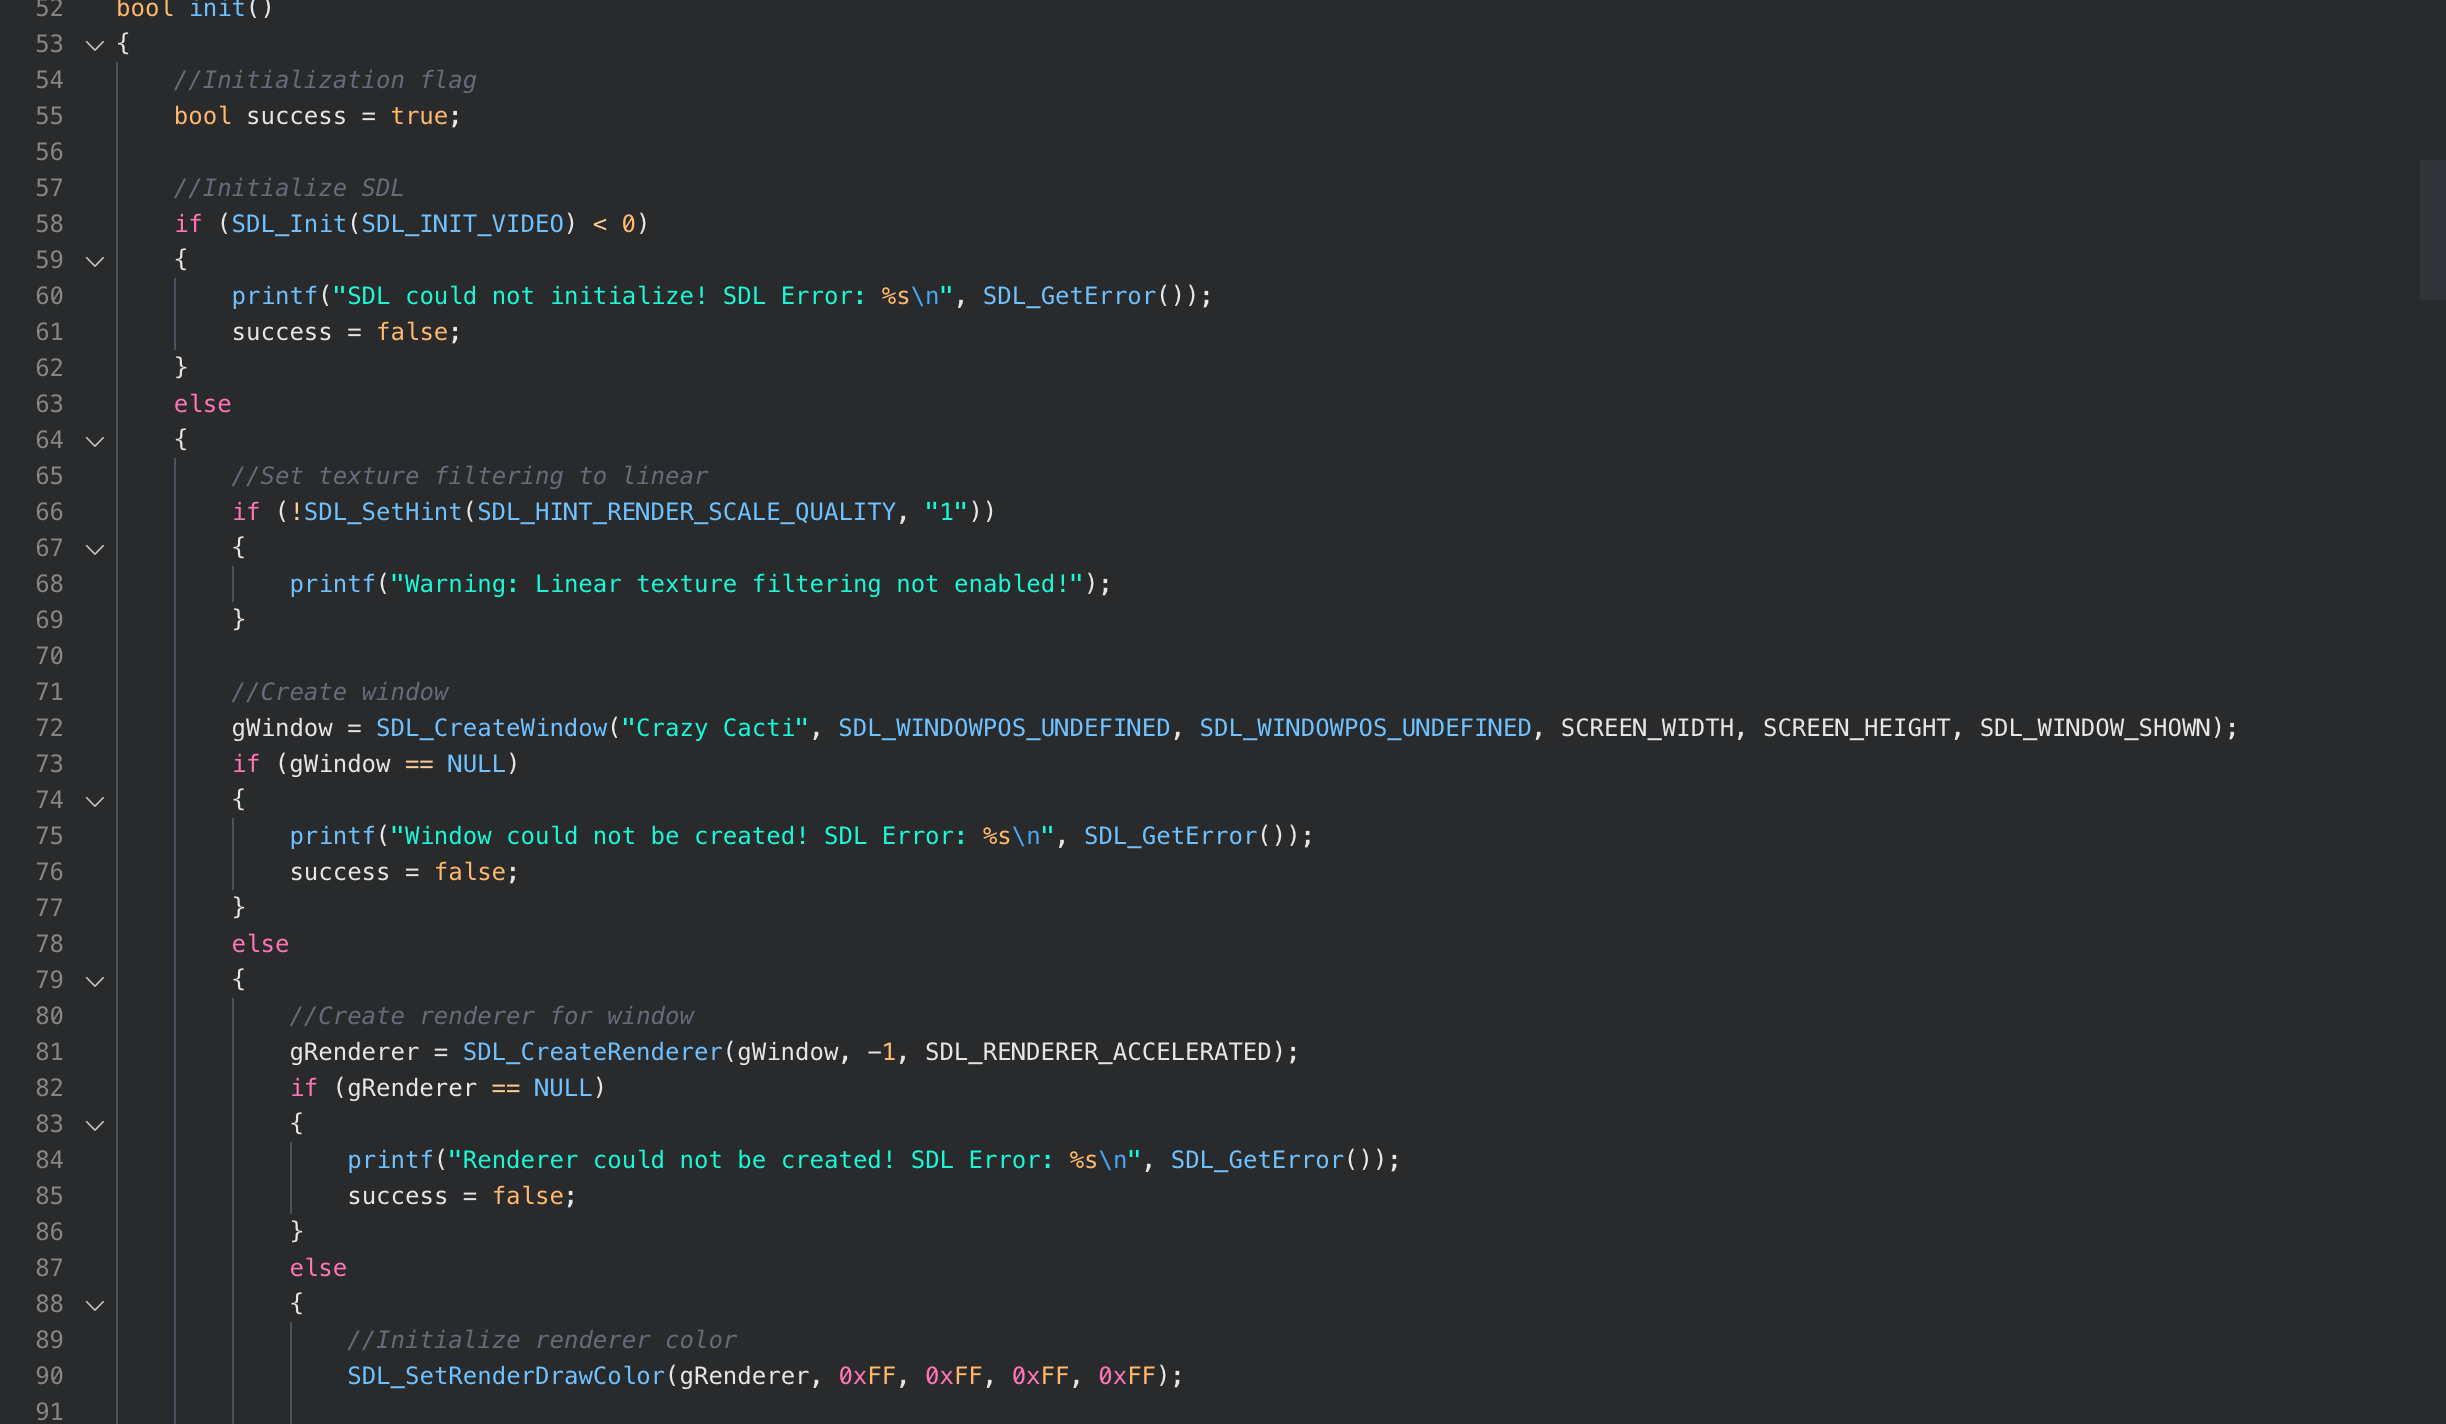 52 bool init()
53 {
54 //Initialization flag
55 bool success = true;
56
57 //Initialize SDL
58 if (SDL_Init(SDL_INIT_VIDEO) < 0)
59 {
60 printf("SDL could not initialize! SDL Error: %s\n", SDL_GetError());
61 success = false;
62 }
63 else
64 {
65 //Set texture filtering to linear
66 if (!SDL_SetHint(SDL_HINT_RENDER_SCALE_QUALITY, "1"))
67 {
68 printf("Warning: Linear texture filtering not enabled!");
69 }
70
71 //Create window
72 gWindow = SDL_CreateWindow("Crazy Cacti", SDL_WINDOWPOS_UNDEFINED, SDL_WINDOWPOS_UNDEFINED, SCREEN_WIDTH, SCREEN_HEIGHT, SDL_WINDOW_SHOWN);
73 if (gWindow == NULL)
74 {
75 printf("Window could not be created! SDL Error: %s\n", SDL_GetError());
76 success = false;
77 }
78 else
79 {
80 //Create renderer for window
81 gRenderer = SDL_CreateRenderer(gWindow, -1, SDL_RENDERER_ACCELERATED);
82 if (gRenderer == NULL)
83 {
84 printf("Renderer could not be created! SDL Error: %s\n", SDL_GetError());
85 success = false;
86 }
87 else
88 {
89 //Initialize renderer color
90 SDL_SetRenderDrawColor(gRenderer, 0xFF, 0xFF, 0xFF, 0xFF);
91